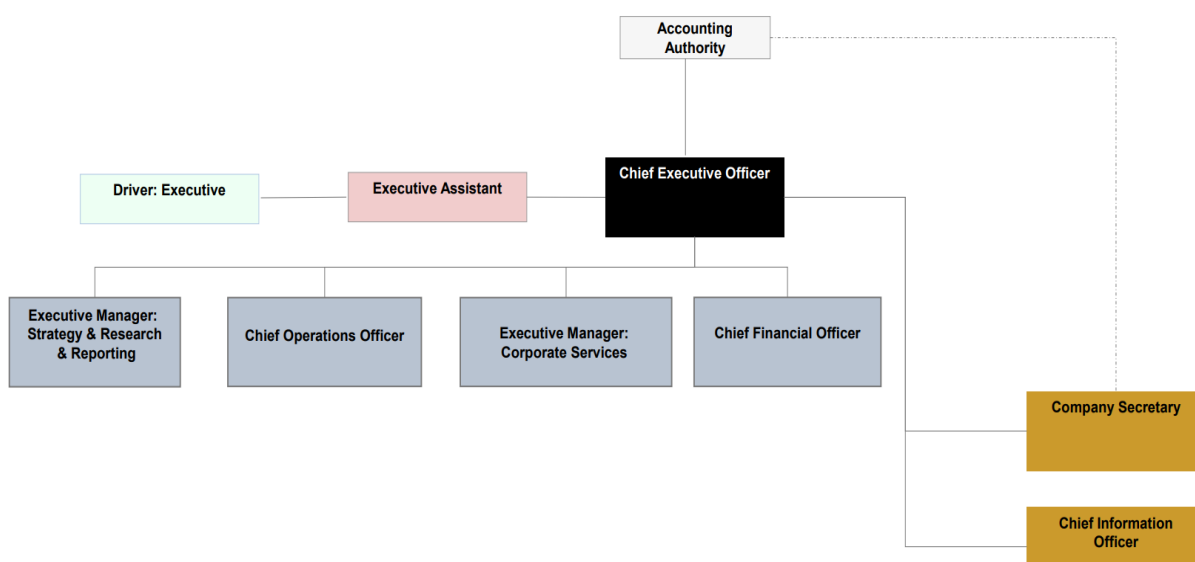 Accounting
Authority
Chief Executive Officer
Executive Assistant
Driver: Executive
Executive Manager:
Strategy & Research
& Reporting
Chief Operations Officer
Executive Manager:
Corporate Services
Chief Financial Officer
Company Secretary
Chief Information
Officer